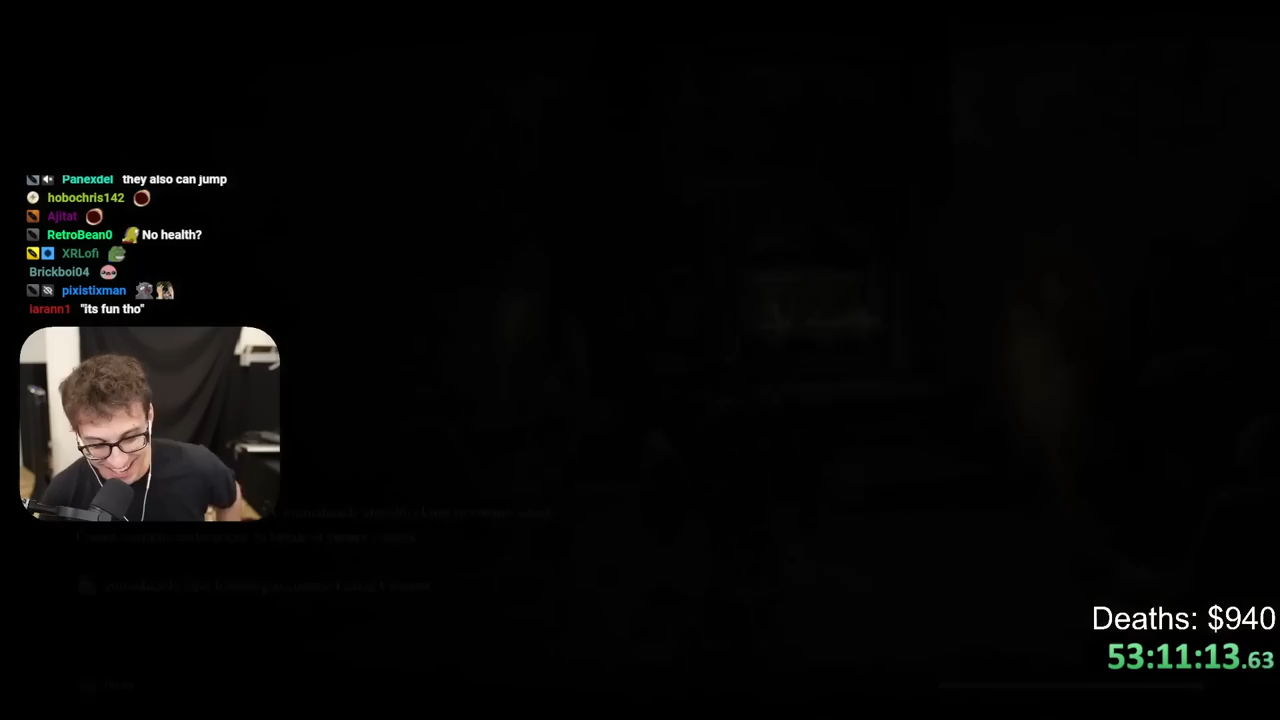 Panexdel they also can jump
hobochris142
Ajitat
RetroBean0 No health?
XRLofi
Brickboi04
pixistixman
iarann1 "its fun tho"
Deaths: $940
53:11:13.63